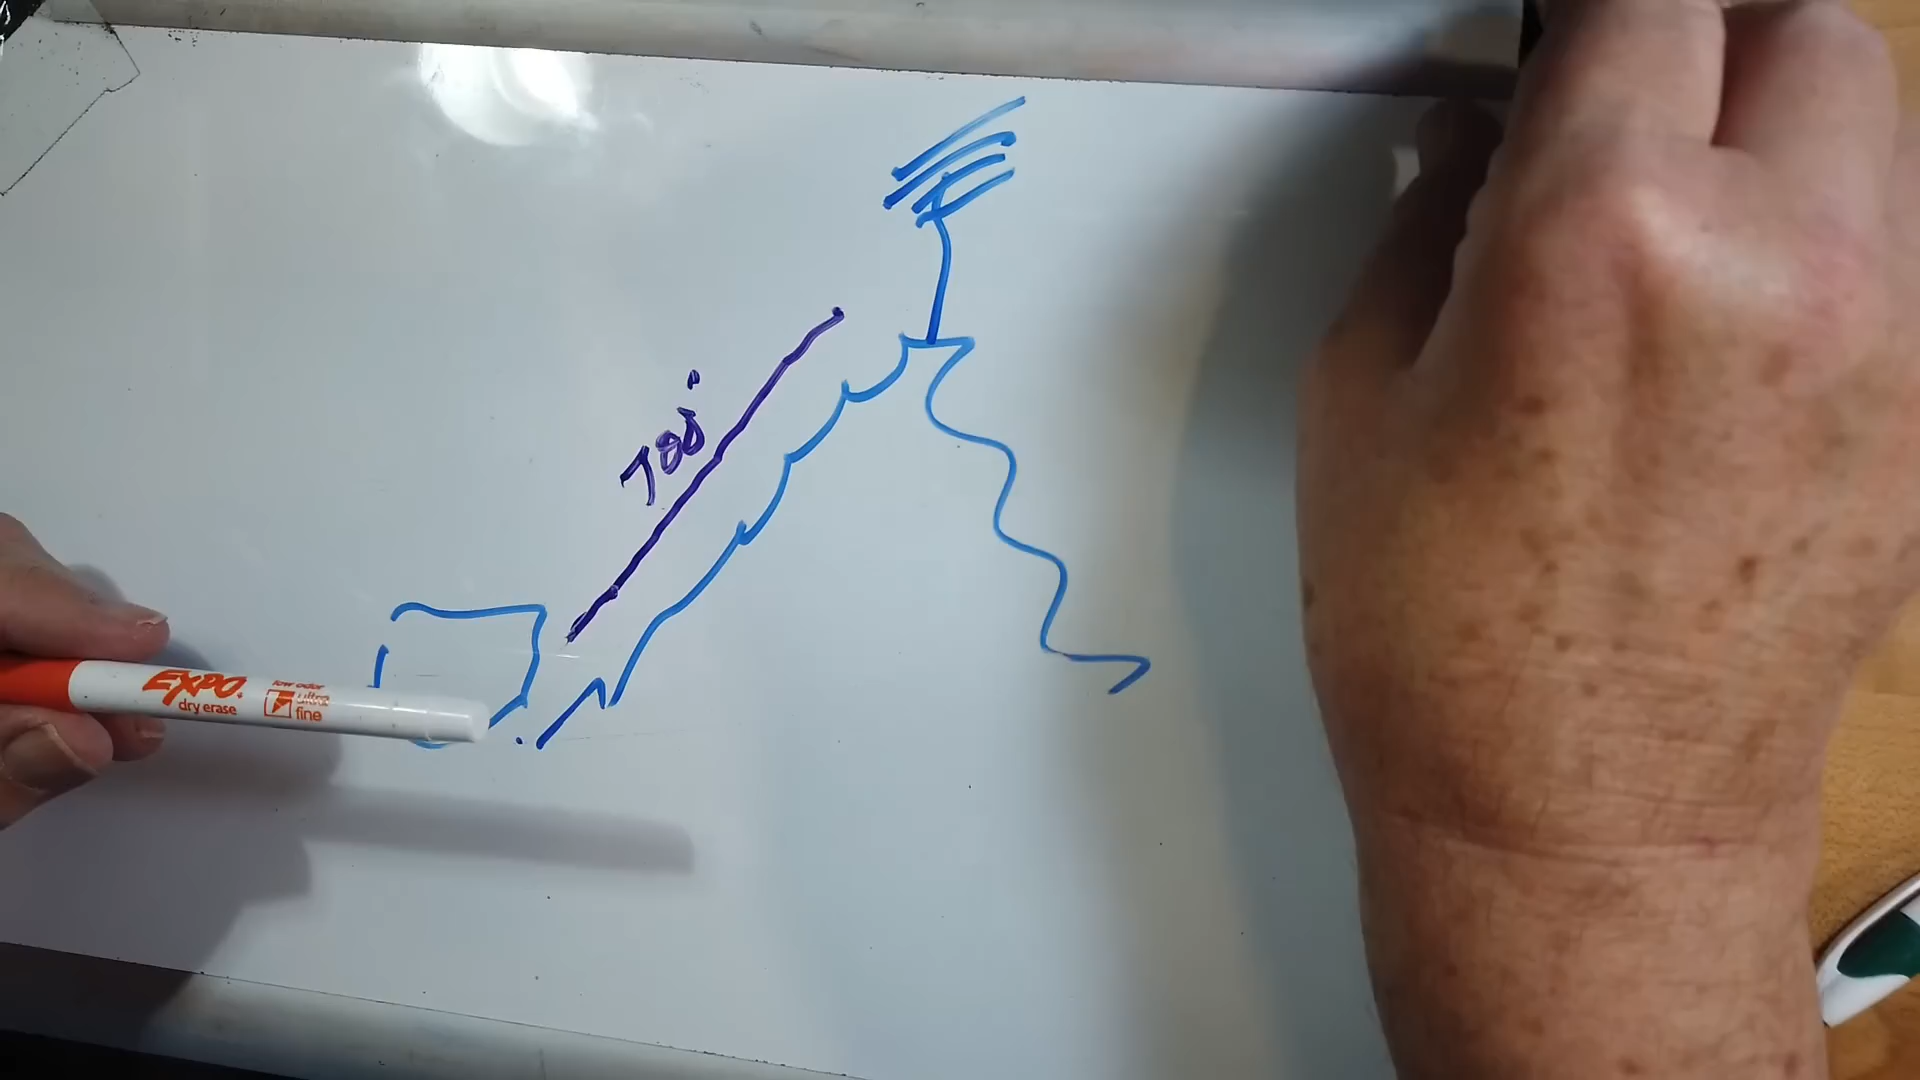 700'
EXPO
dry erase
low odor
ultra
fine